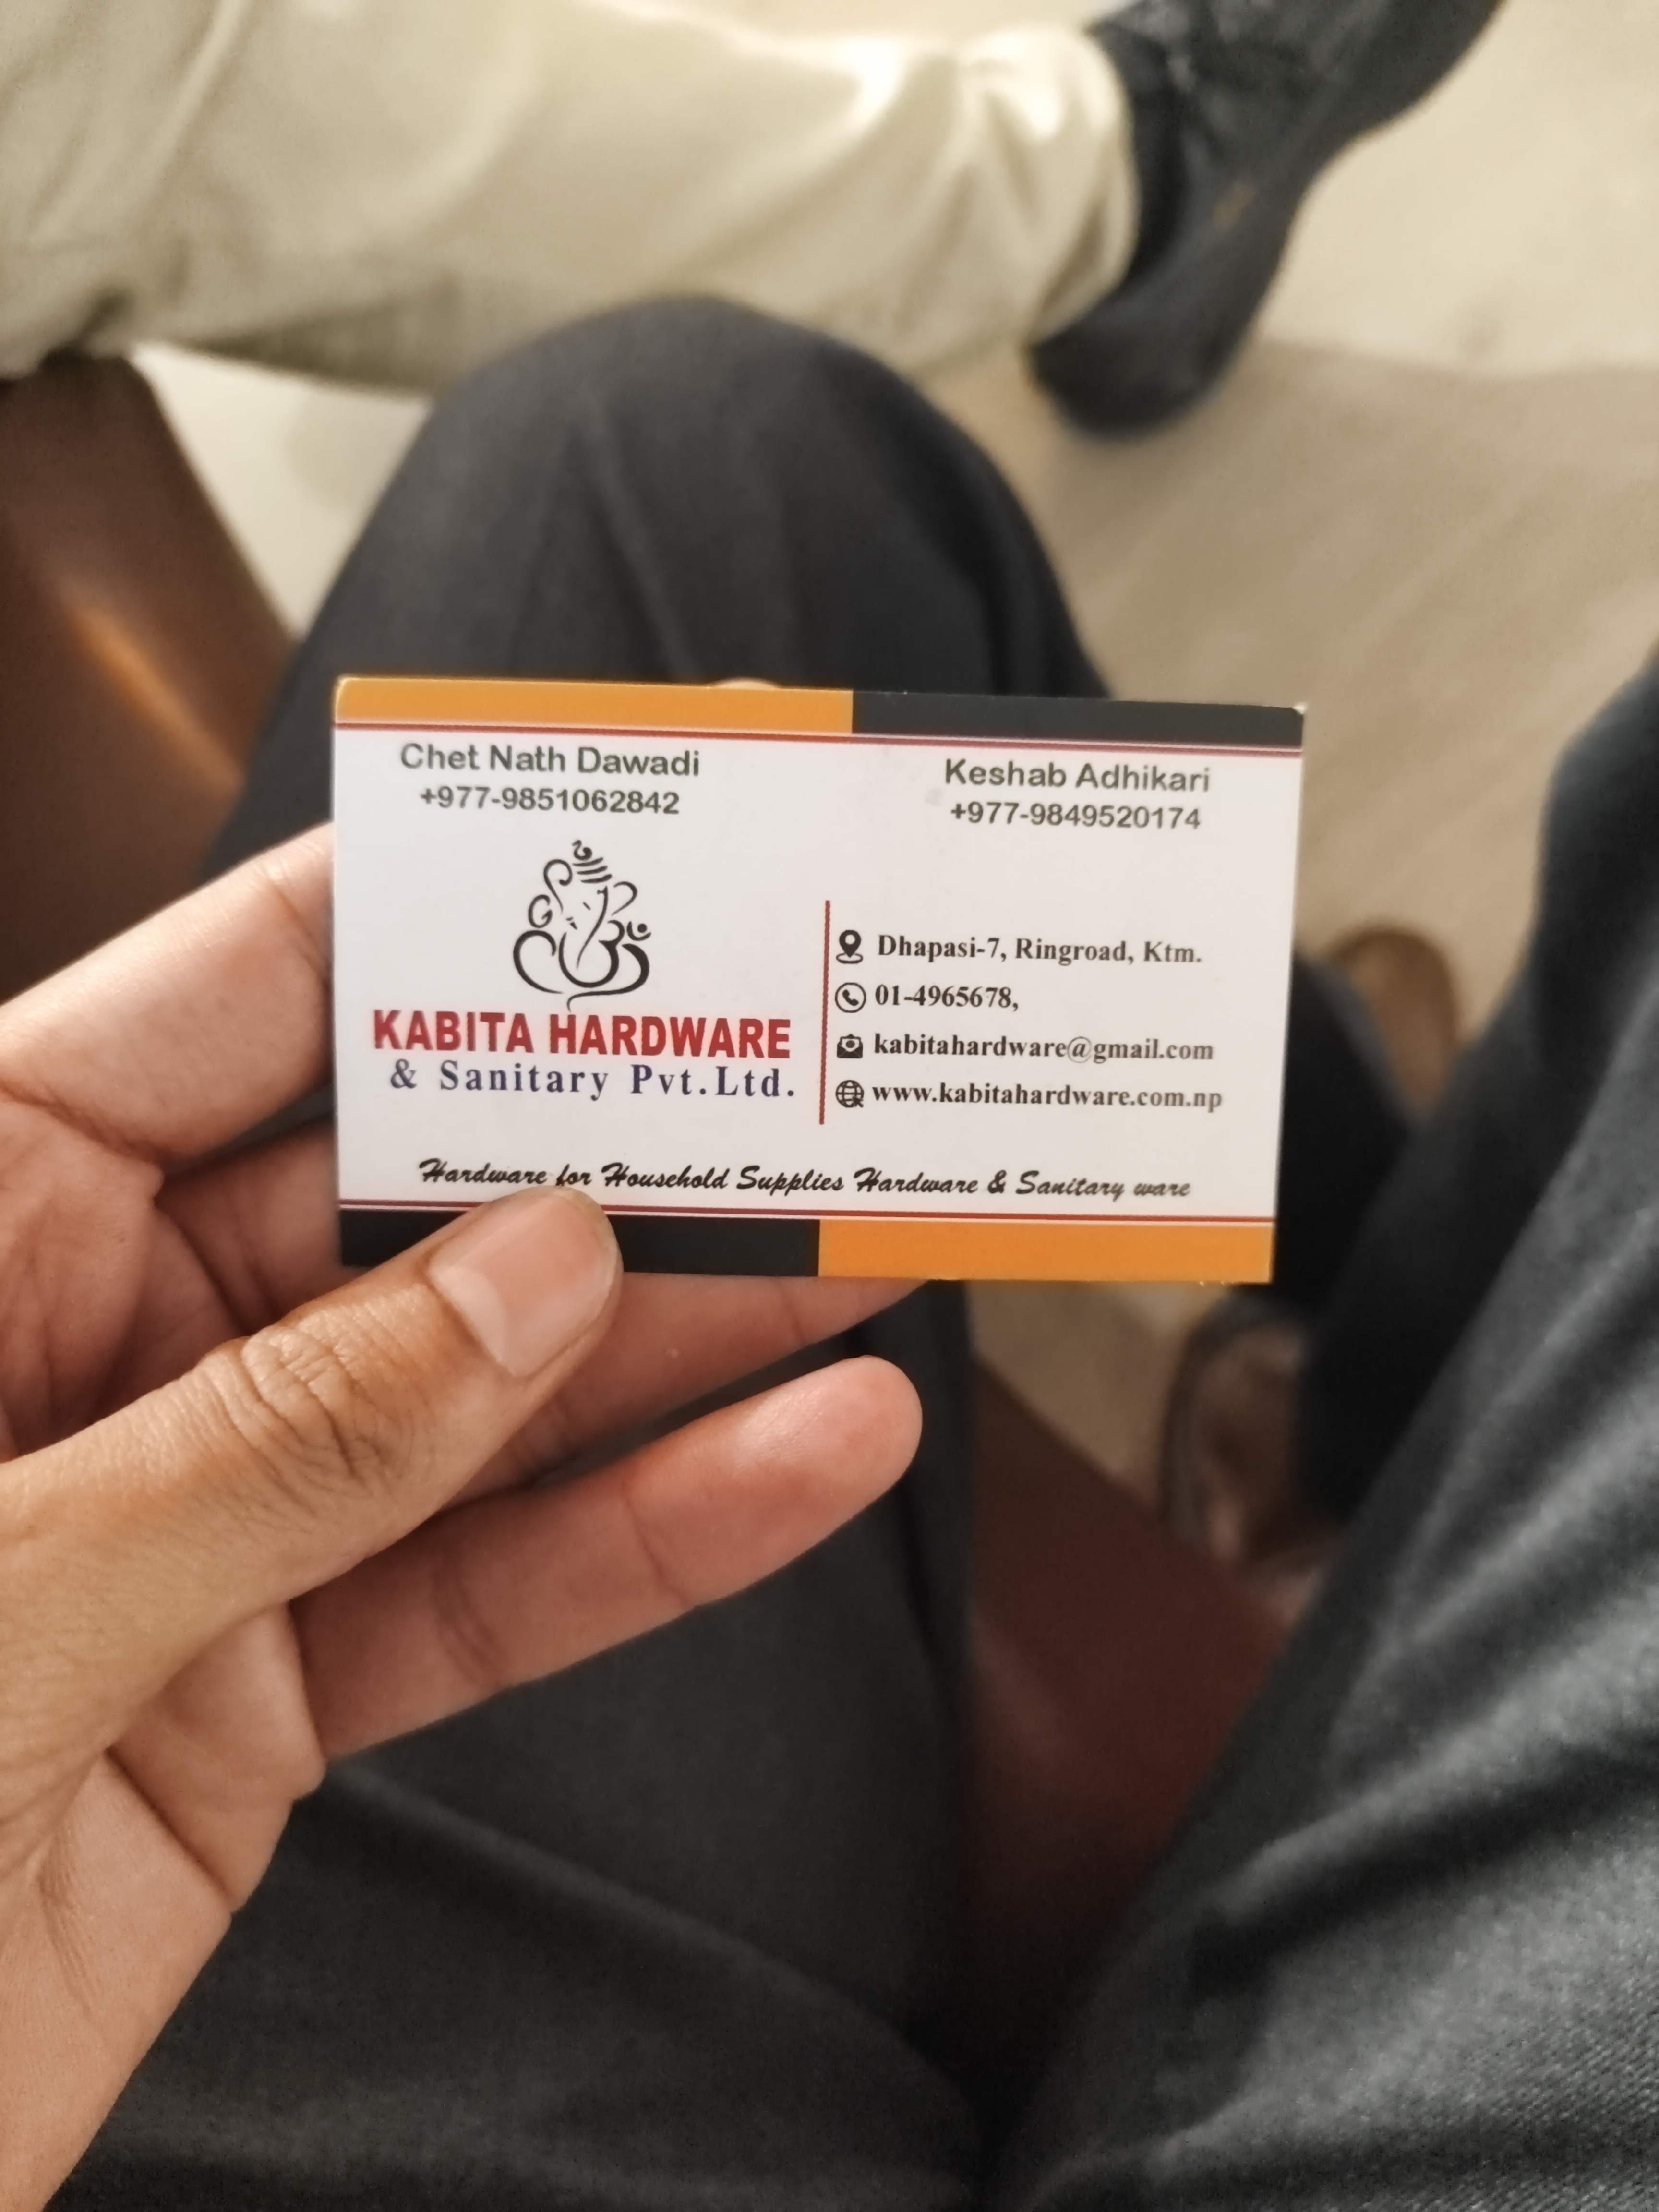 Chet Nath Dawadi
+977-9851062842
Keshab Adhikari
+977-9849520174
KABITA HARDWARE
& Sanitary Pvt.Ltd.
Dhapasi-7, Ringroad, Ktm.
01-4965678,
kabitahardware@gmail.com
www.kabitahardware.com.np
Hardware for Household Supplies Hardware & Sanitary ware